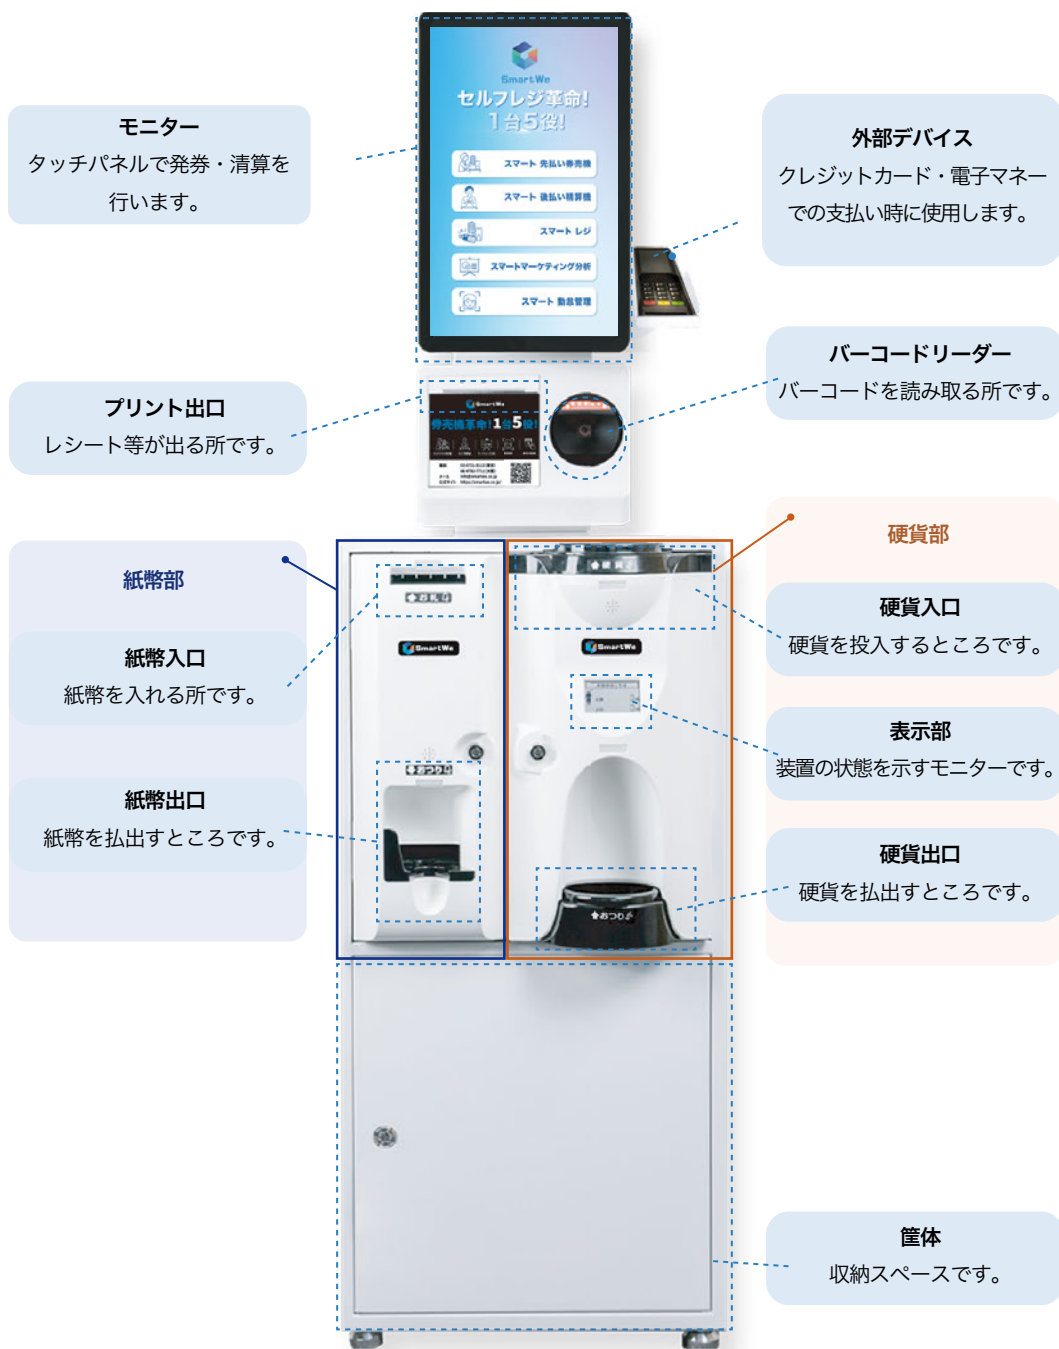 SmartWe
セルフレジ革命!
1台5役!
スマート 先払い券売機
スマート 後払い精算機
スマート レジ
スマートマーケティング分析
スマート 勤怠管理
モニター
タッチパネルで発券・清算を
行います。
外部デバイス
クレジットカード・電子マネー
での支払い時に使用します。
バーコードリーダー
バーコードを読み取る所です。
プリント出口
レシート等が出る所です。
SmartWe
券売機革命!1台5役!
紙幣部
紙幣入口
紙幣を入れる所です。
紙幣出口
紙幣を払出すところです。
お札
SmartWe
おつり
硬貨
SmartWe
おつり
硬貨部
硬貨入口
硬貨を投入するところです。
表示部
装置の状態を示すモニターです。
硬貨出口
硬貨を払出すところです。
筐体
収納スペースです。